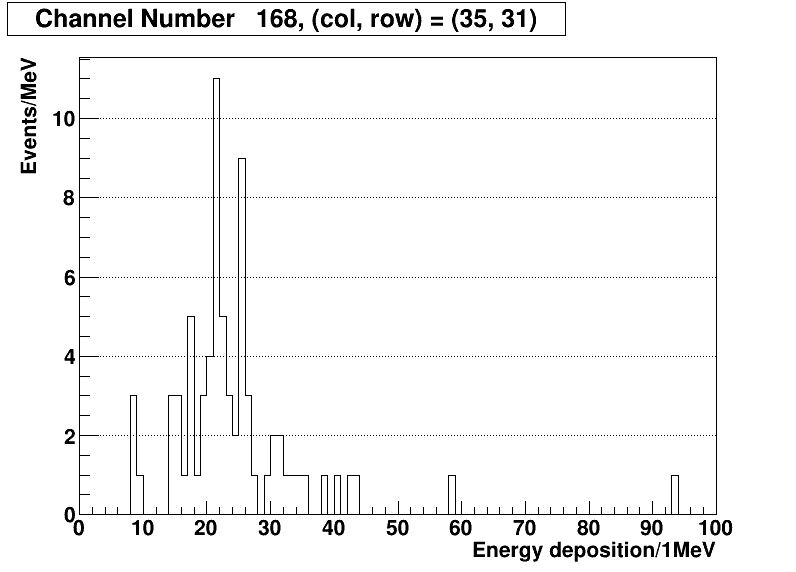 Channel Number   168, (col, row) = (35, 31)
Events/MeV
10
8
6
4
2
0
0 10 20 30 40 50 60 70 80 90 100
Energy deposition/1MeV